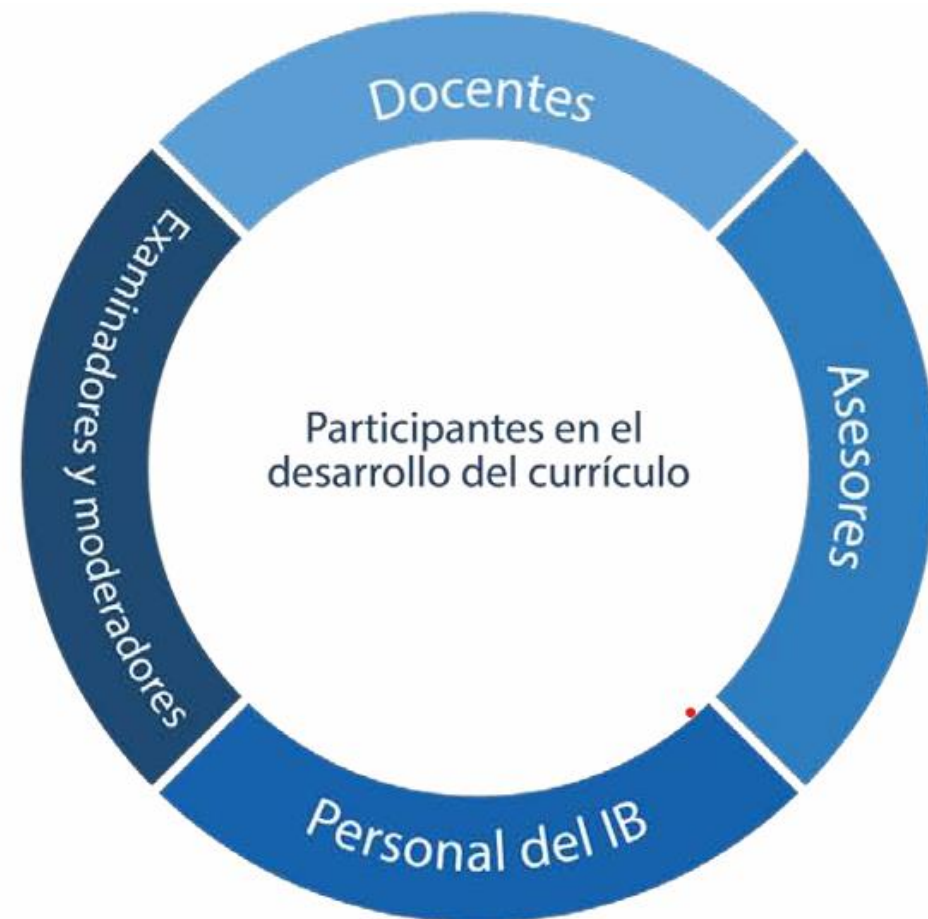 Docentes
Asesores
Personal del IB
Examinadores y moderadores
Participantes en el
desarrollo del currículo